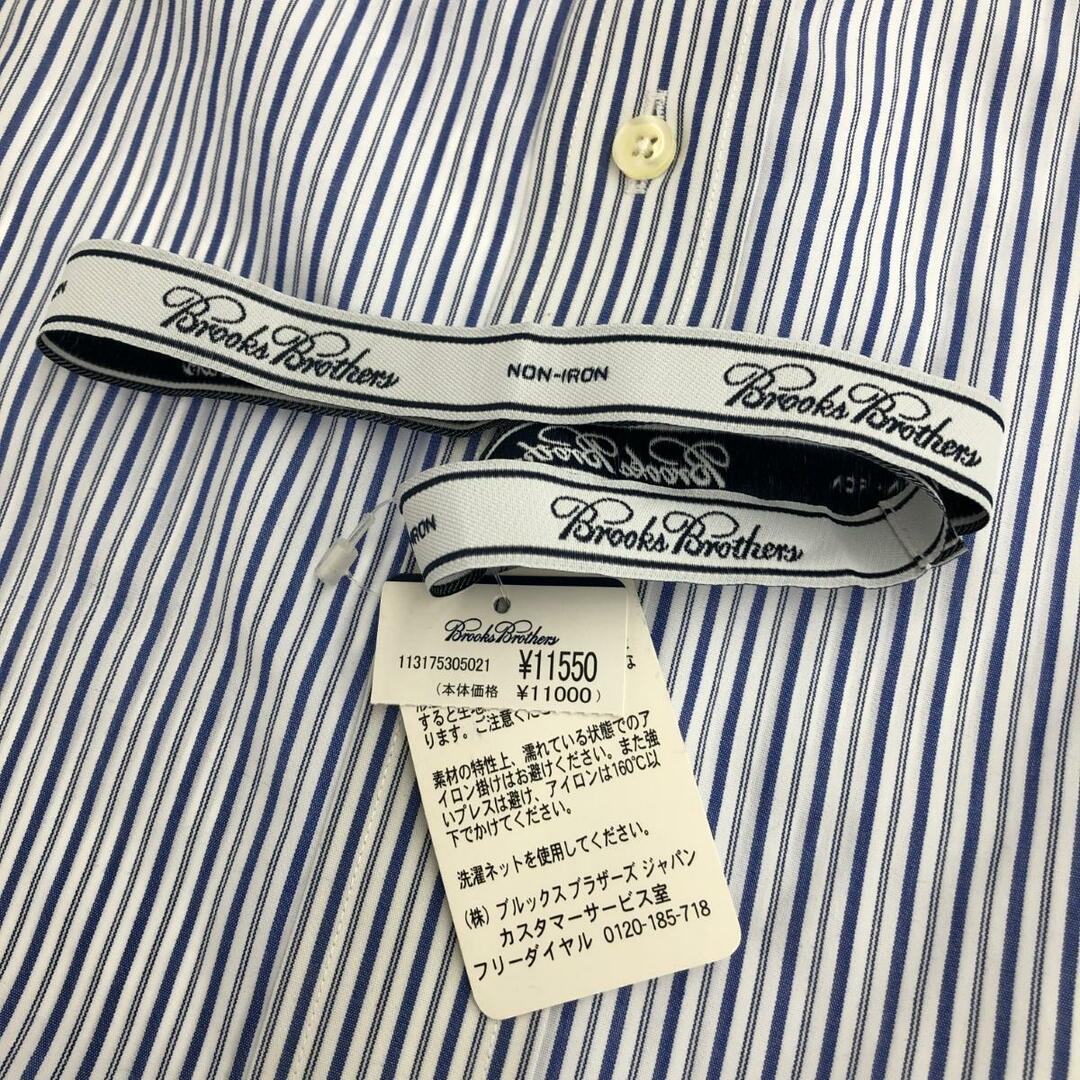 Brooks Brothers
NON-IRON
Brooks Brothers
Brooks Brothers
Brooks Brothers
113175305021 ¥11550
(本体価格 ¥11000)
な
すると生地
ります。ご注意くだ
素材の特性上、濡れている状態でのア
イロン掛けはお避けください。また強
いプレスは避け、アイロンは160℃以
下でかけてください。
洗濯ネットを使用してください。
(株) ブルックス ブラザーズ ジャパン
カスタマーサービス室
フリーダイヤル 0120-185-718